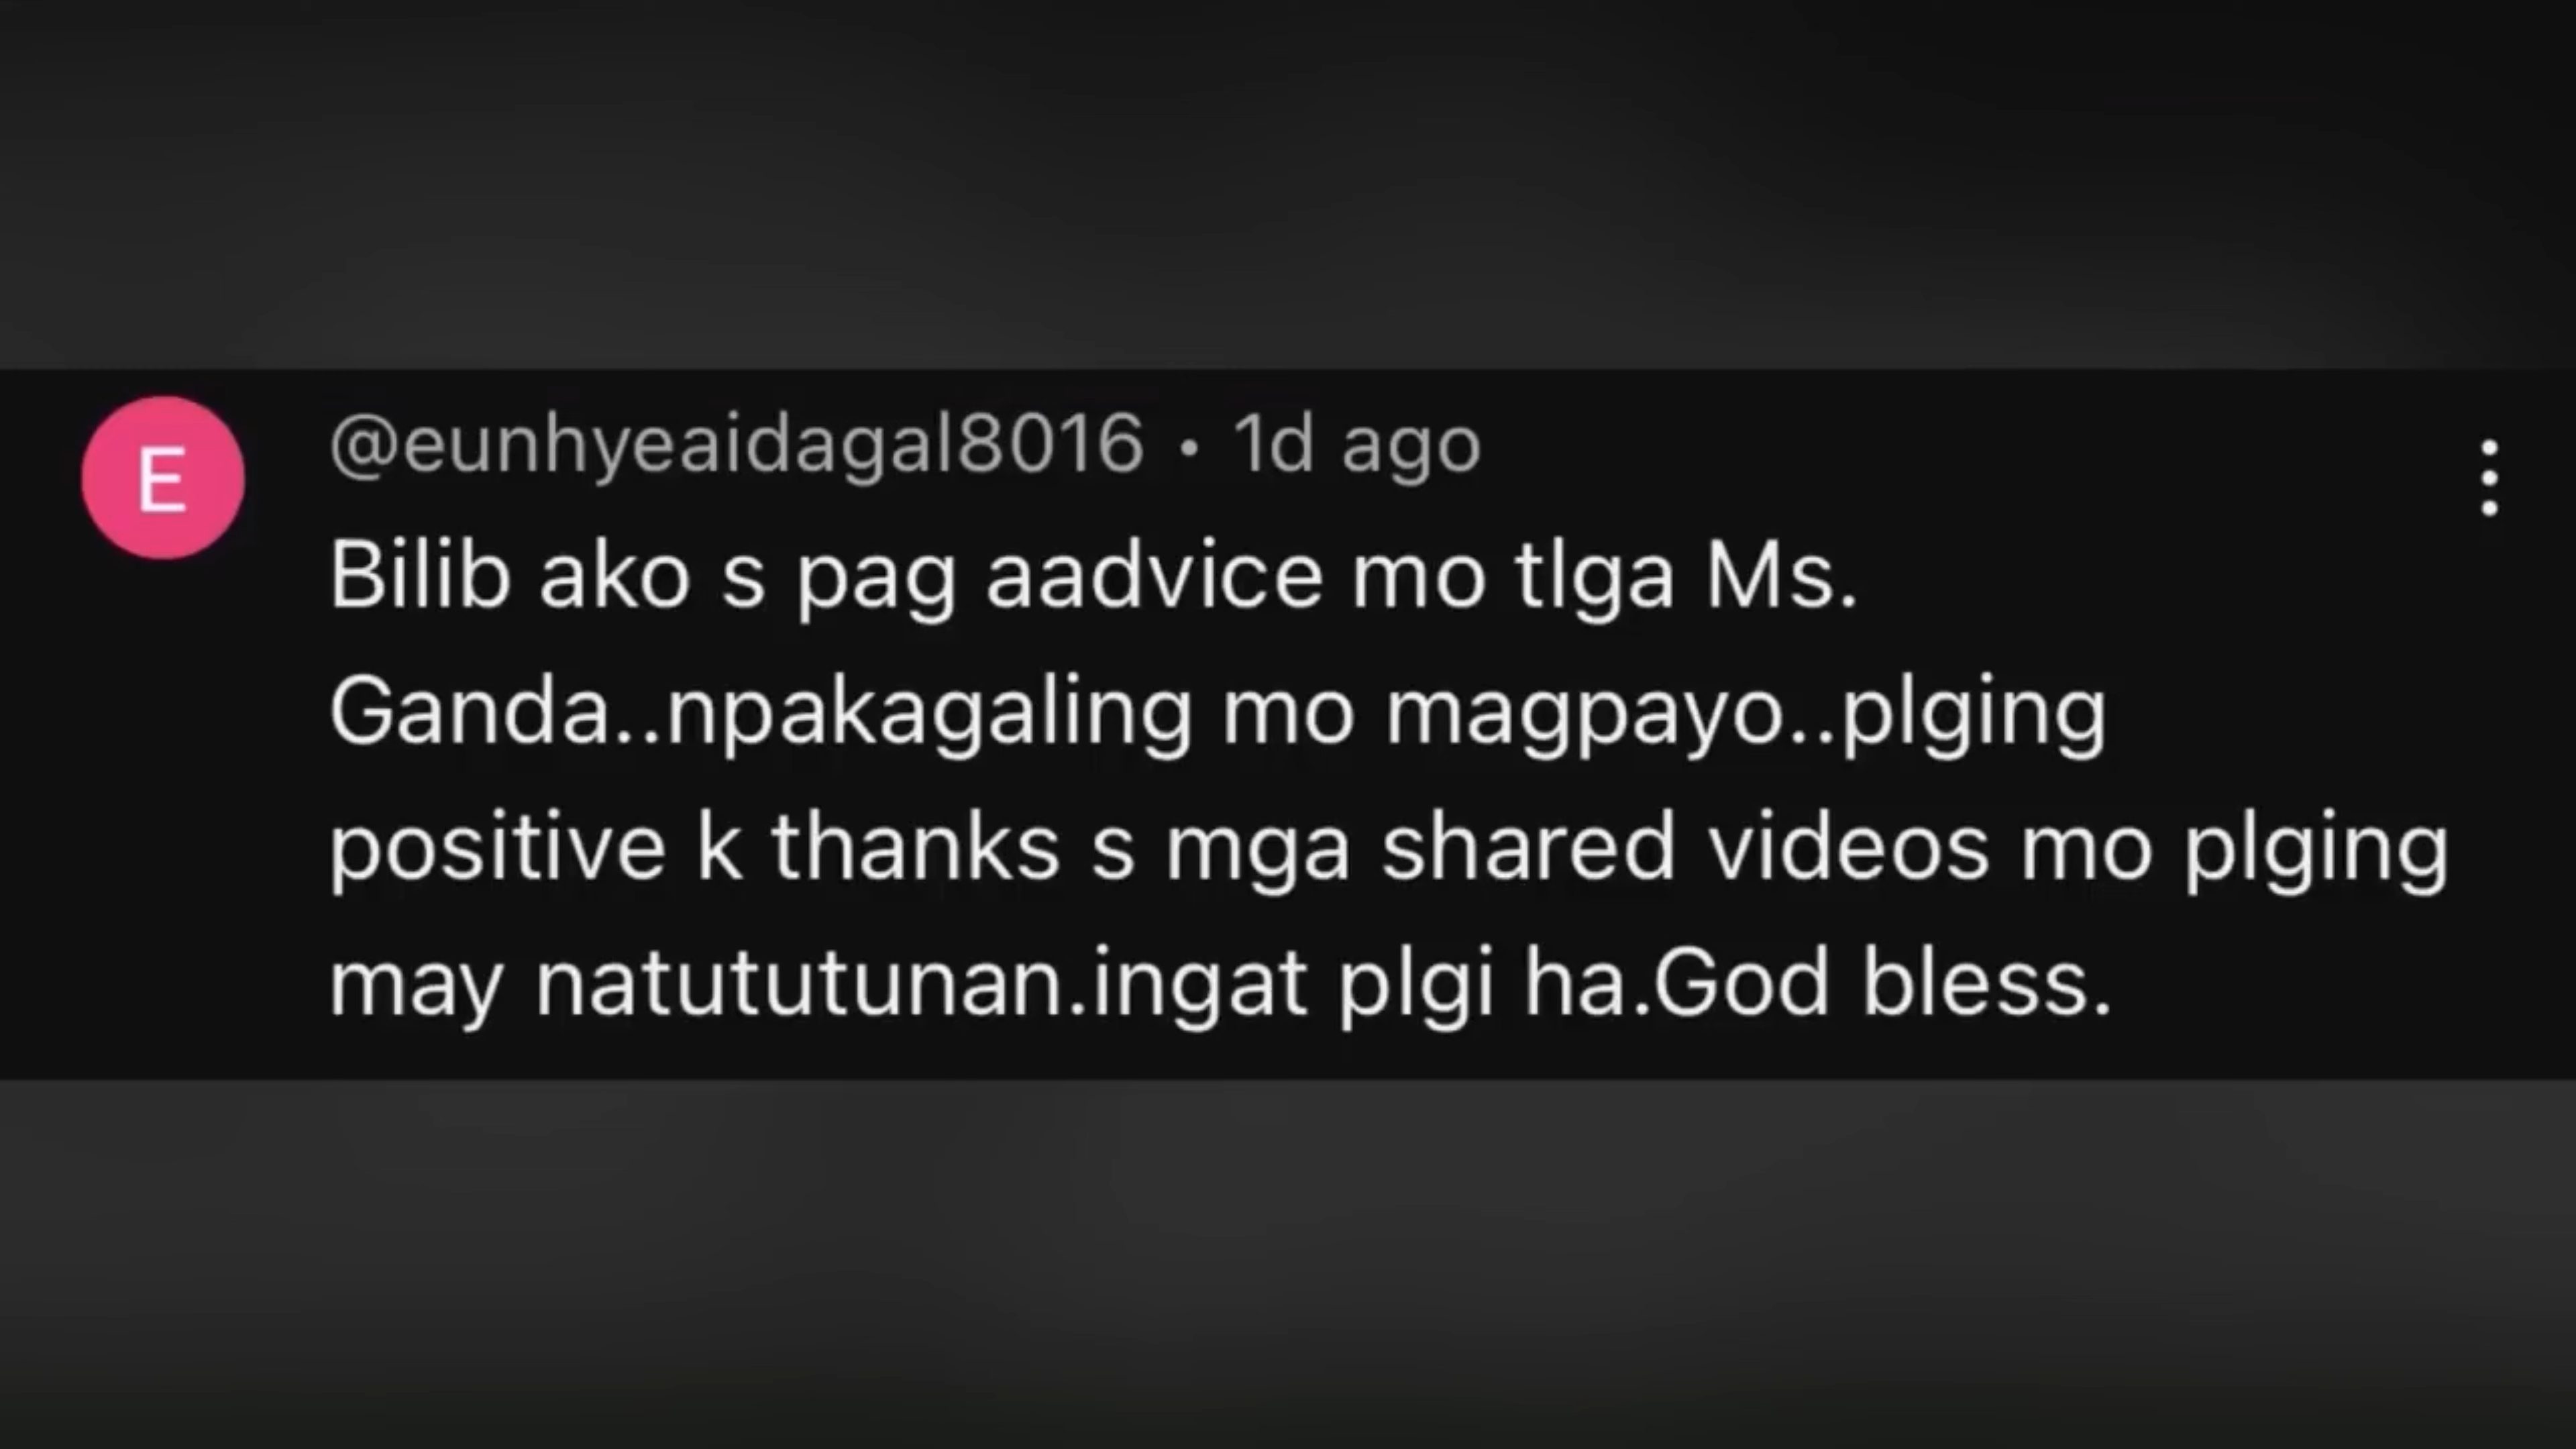 E
@eunhyeaidagal8016 • 1d ago
Bilib ako s pag aadvice mo tlga Ms.
Ganda..npakagaling mo magpayo..plging
positive k thanks s mga shared videos mo plging
may natututunan.ingat plgi ha.God bless.